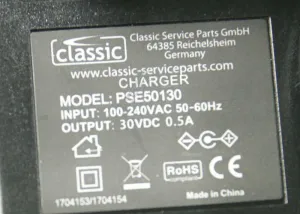 classic
Classic Service Parts GmbH
64385 Reichelsheim
Germany
www.classic-serviceparts.com
CHARGER
MODEL: PSE50130
INPUT: 100-240VAC 50-60Hz
OUTPUT: 30VDC 0.5A
RoHS
1704153/1704154
Made in China